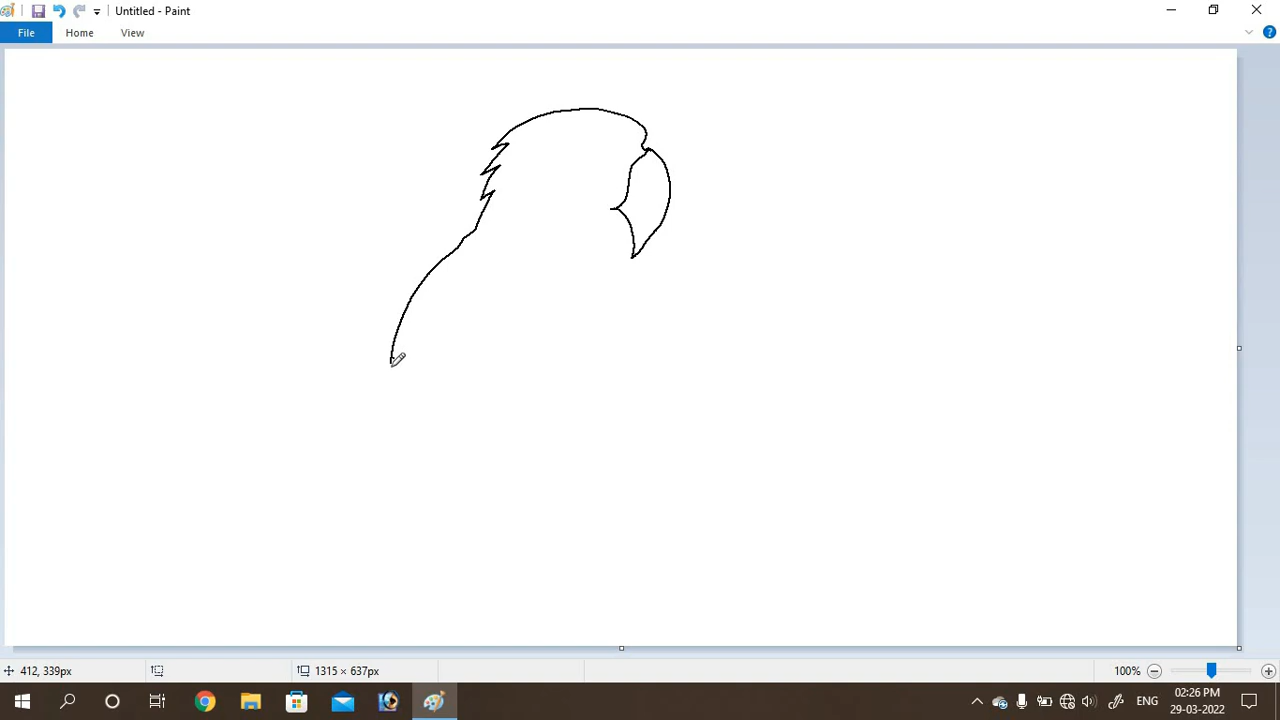 Untitled - Paint
File Home View
412, 339px 1315 × 637px 100%
02:26 PM
ENG
29-03-2022